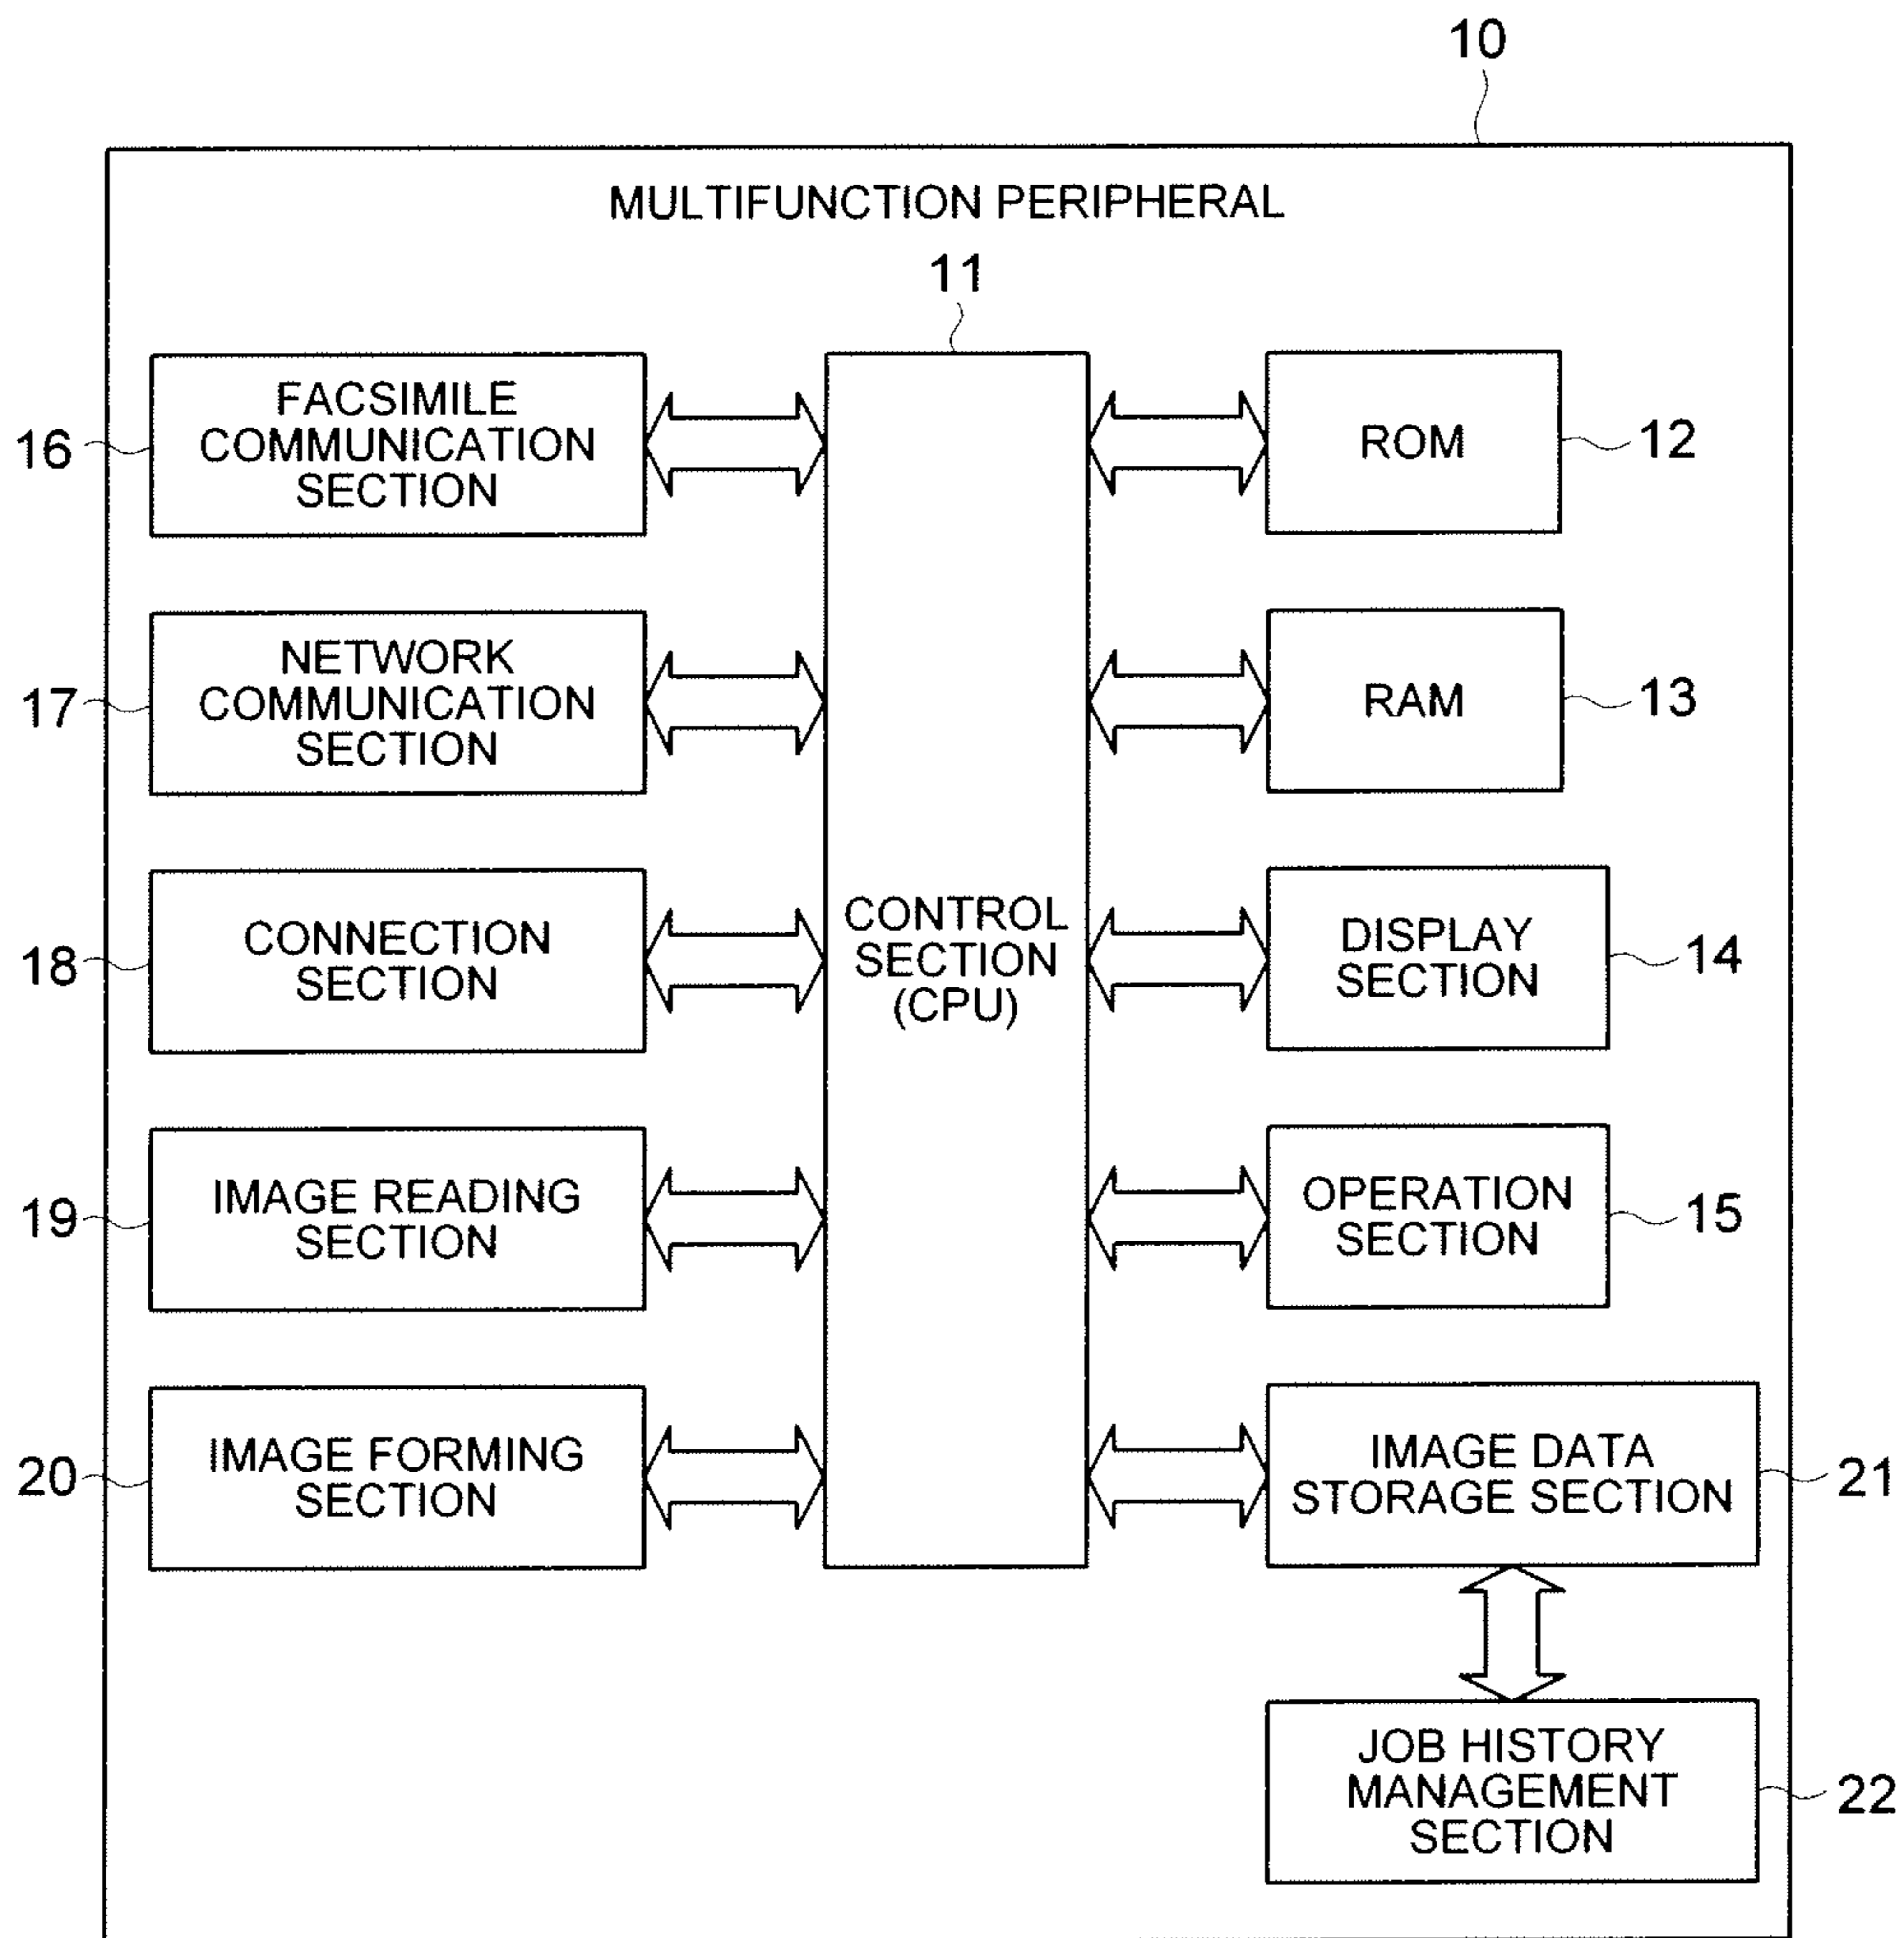 10
MULTIFUNCTION PERIPHERAL
11
16
FACSIMILE
COMMUNICATION
SECTION
ROM
12
17
NETWORK
COMMUNICATION
SECTION
RAM
13
18
CONNECTION
SECTION
CONTROL
SECTION
(CPU)
DISPLAY
SECTION
14
19
IMAGE READING
SECTION
OPERATION
SECTION
15
20
IMAGE FORMING
SECTION
IMAGE DATA
STORAGE SECTION
21
JOB HISTORY
MANAGEMENT
SECTION
22